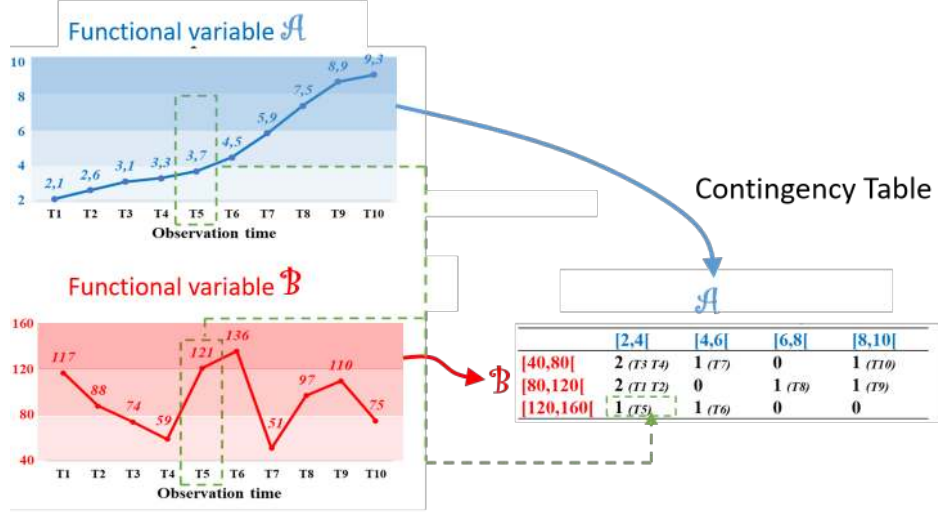 Functional variable 𝒜
10
8
6
4
2
2,1 2,6 3,1 3,3 3,7 4,5 5,9 7,5 8,9 9,3
T1 T2 T3 T4 T5 T6 T7 T8 T9 T10
Observation time
Functional variable ℬ
160
120
80
40
117 88 74 59 121 136 51 97 110 75
T1 T2 T3 T4 T5 T6 T7 T8 T9 T10
Observation time
Contingency Table
𝒜
[2,4[ [4,6[ [6,8[ [8,10[
ℬ
[40,80[ 2 (T3 T4) 1 (T7) 0 1 (T10)
[80,120[ 2 (T1 T2) 0 1 (T8) 1 (T9)
[120,160[ 1 (T5) 1 (T6) 0 0